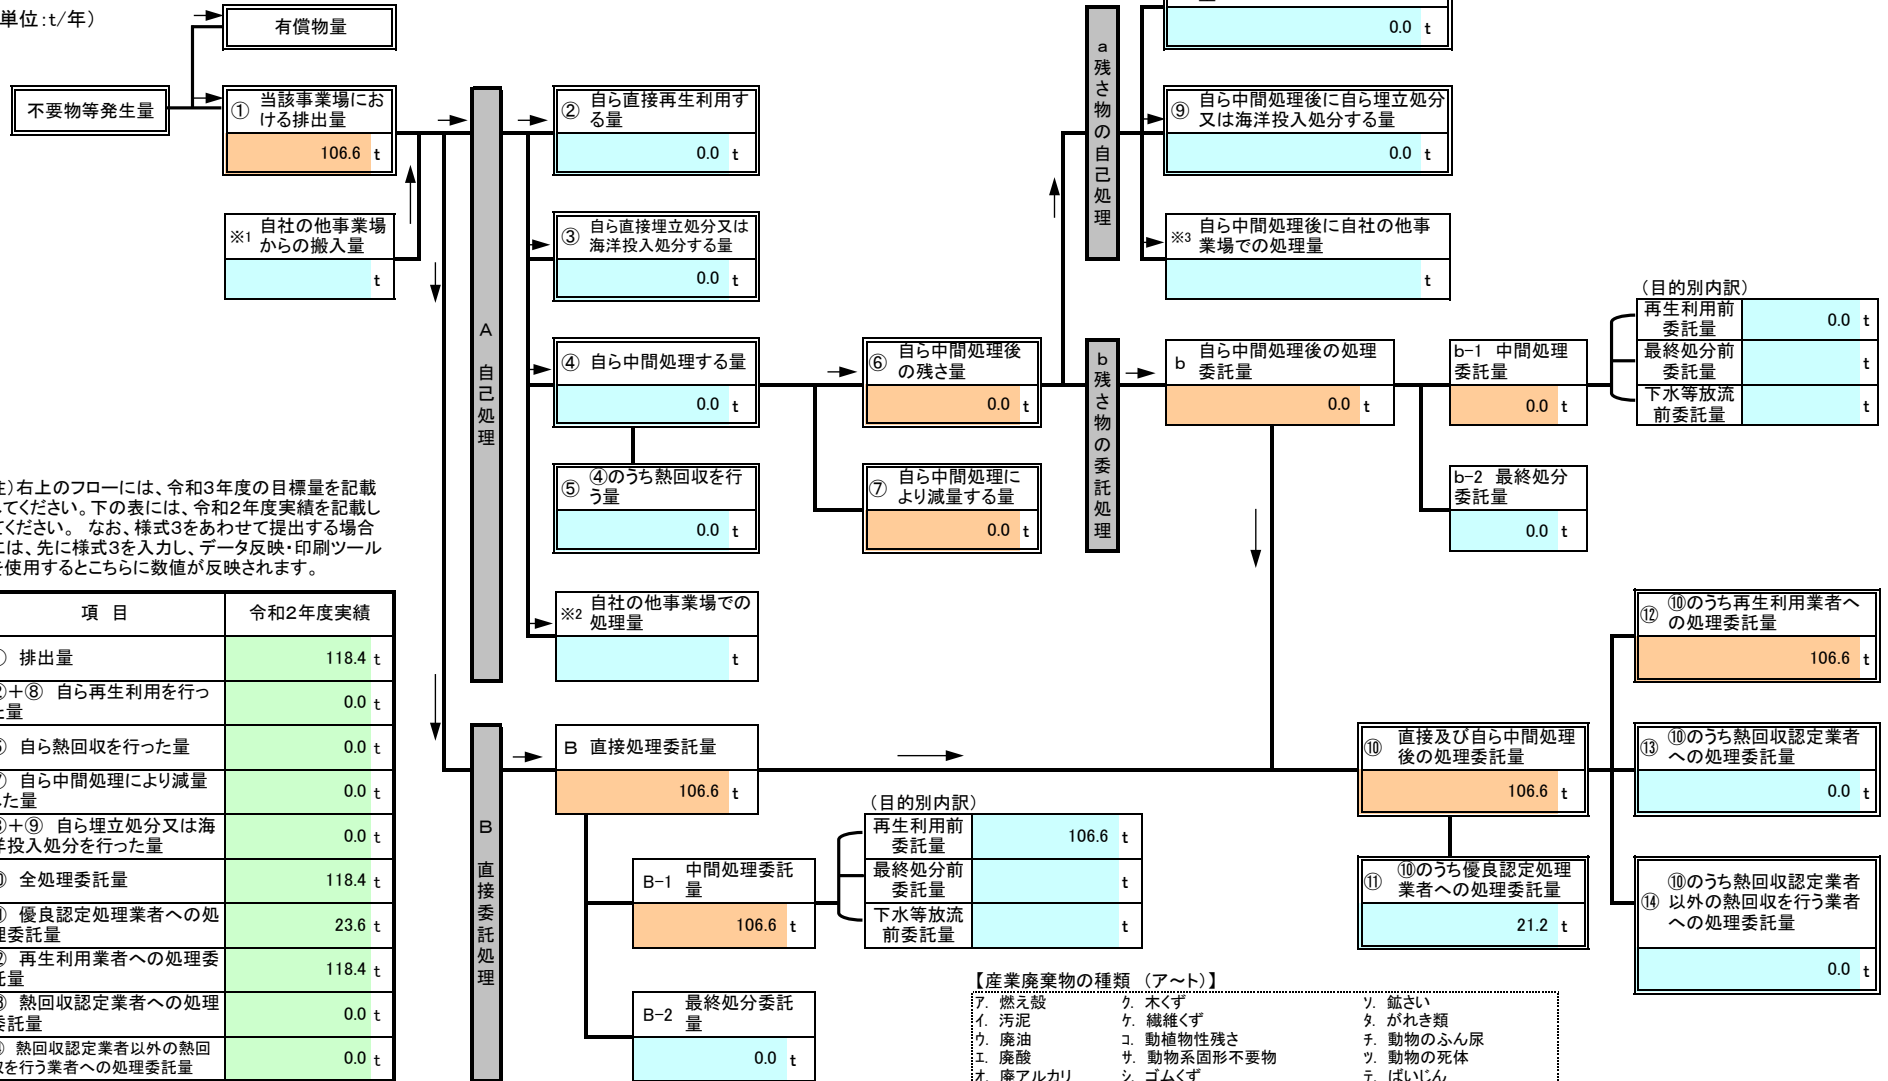 単位:t/年）
有償物量
不要物等発生量
① 当該事業場にお
ける排出量
106.6 t
※1 自社の他事業場
からの搬入量
t
A 自己処理
② 自ら直接再生利用す
る量
0.0 t
③ 自ら直接埋立処分又は
海洋投入処分する量
0.0 t
④ 自ら中間処理する量
0.0 t
⑤ ④のうち熱回収を行
う量
0.0 t
※2 自社の他事業場での
処理量
t
⑥ 自ら中間処理後
の残さ量
0.0 t
⑦ 自ら中間処理に
より減量する量
0.0 t
a 残さ物の自己処理
0.0 t
⑨ 自ら中間処理後に自ら埋立処分
又は海洋投入処分する量
0.0 t
※3 自ら中間処理後に自社の他事
業場での処理量
t
b 残さ物の委託処理
b 自ら中間処理後の処理
委託量
0.0 t
b-1 中間処理
委託量
0.0 t
b-2 最終処分
委託量
0.0 t
（目的別内訳）
再生利用前
委託量 0.0 t
最終処分前
委託量 t
下水等放流
前委託量 t
注）右上のフローには、令和３年度の目標量を記載
してください。下の表には、令和２年度実績を記載し
てください。 なお、様式３をあわせて提出する場合
には、先に様式３を入力し、データ反映・印刷ツール
を使用するとこちらに数値が反映されます。
項 目 令和２年度実績
排出量 118.4 t
②＋⑧ 自ら再生利用を行っ
た量 0.0 t
⑤ 自ら熱回収を行った量 0.0 t
⑦ 自ら中間処理により減量
した量 0.0 t
③＋⑨ 自ら埋立処分又は海
洋投入処分を行った量 0.0 t
⑩ 全処理委託量 118.4 t
⑪ 優良認定処理業者への処
理委託量 23.6 t
⑫ 再生利用業者への処理委
託量 118.4 t
⑬ 熱回収認定業者への処理
委託量 0.0 t
⑭ 熱回収認定業者以外の熱回
収を行う業者への処理委託量 0.0 t
B 直接委託処理
B 直接処理委託量
106.6 t
B-1 中間処理委託
量
106.6 t
B-2 最終処分委託
量
0.0 t
（目的別内訳）
再生利用前
委託量 106.6 t
最終処分前
委託量 t
下水等放流
前委託量 t
⑩ 直接及び自ら中間処理
後の処理委託量
106.6 t
⑪ ⑩のうち優良認定処理
業者への処理委託量
21.2 t
⑫ ⑩のうち再生利用業者へ
の処理委託量
106.6 t
⑬ ⑩のうち熱回収認定業者
への処理委託量
0.0 t
⑭ ⑩のうち熱回収認定業者
以外の熱回収を行う業者
への処理委託量
0.0 t
【産業廃棄物の種類 （ア～ト）】
ア. 燃え殻 ク. 木くず ソ. 鉱さい
イ. 汚泥 ケ. 繊維くず タ. がれき類
ウ. 廃油 コ. 動植物性残さ チ. 動物のふん尿
エ. 廃酸 サ. 動物系固形不要物 ツ. 動物の死体
オ. 廃アルカリ シ. ゴムくず テ. ばいじん